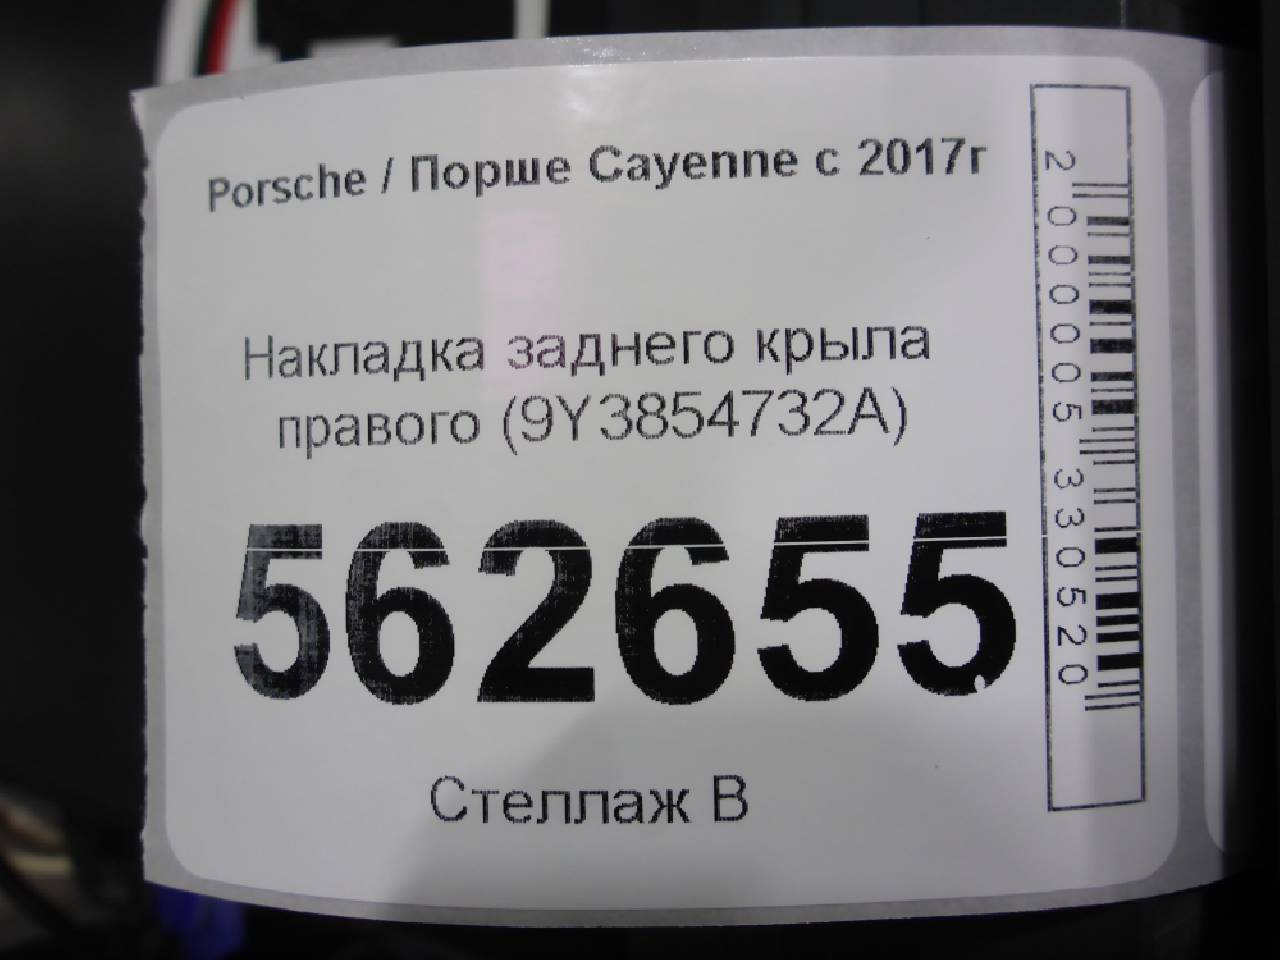 Porsche / Порше Cayenne с 2017г
Накладка заднего крыла
правого (9Y3854732A)
562655
Стеллаж В
2000005330520